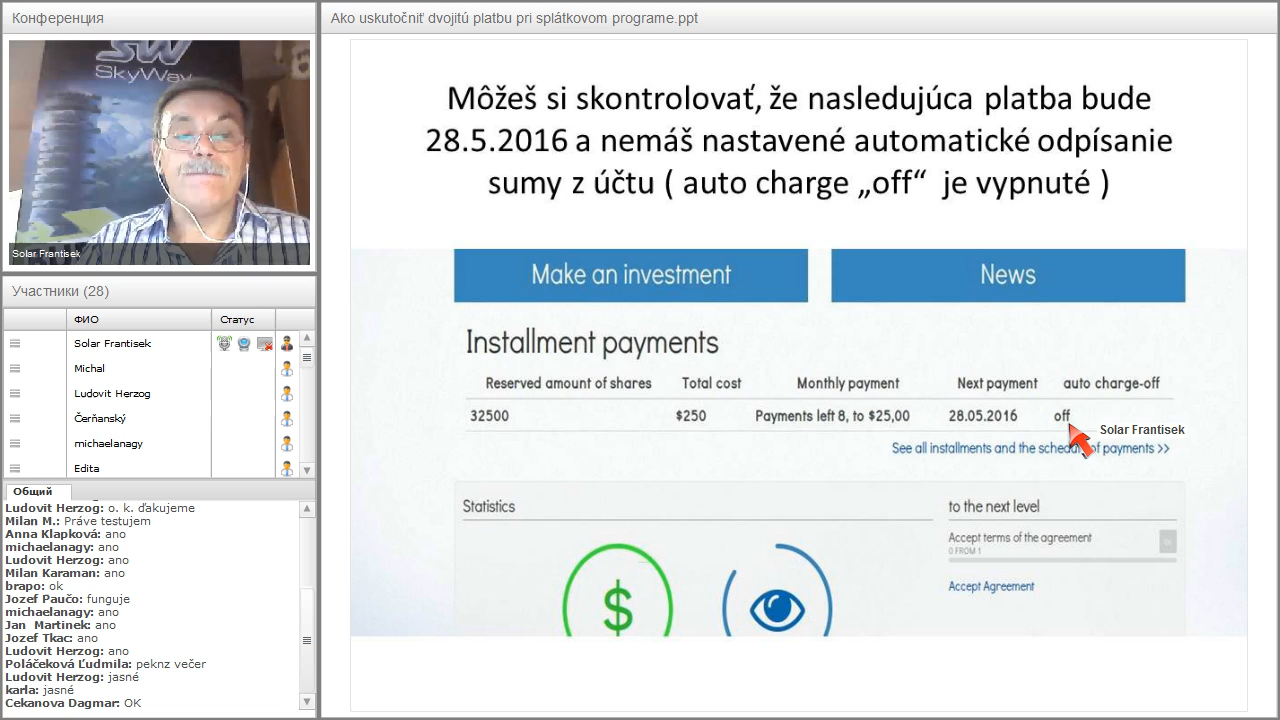 Конференция
SW
SkyWay
Solar Frantisek
Участники (28)
ФИО
Статус
Solar Frantisek
Michal
Ludovit Herzog
Čerňanský
michaelanagy
Edita
Общий
Ludovit Herzog: o. k. ďakujeme
Milan M.: Práve testujem
Anna Klapková: ano
michaelanagy: ano
Ludovit Herzog: ano
Milan Karaman: ano
brapo: ok
Jozef Paučo: funguje
michaelanagy: ano
Jan Martinek: ano
Jozef Tkac: ano
Ludovit Herzog: ano
Poláčeková Ľudmila: peknz večer
Ludovit Herzog: jasné
karla: jasné
Cekanova Dagmar: OK
Ako uskutočniť dvojitú platbu pri splátkovom programe.ppt
Môžeš si skontrolovať, že nasledujúca platba bude
28.5.2016 a nemáš nastavené automatické odpísanie
sumy z účtu ( auto charge „off“ je vypnuté )
Make an investment
News
Installment payments
Reserved amount of shares Total cost Monthly payment Next payment auto charge-off
32500 $250 Payments left 8, to $25,00 28.05.2016 off
Solar Frantisek
See all installments and the schedu of payments >>
Statistics
to the next level
Accept terms of the agreement
0 FROM 1
Accept Agreement
$